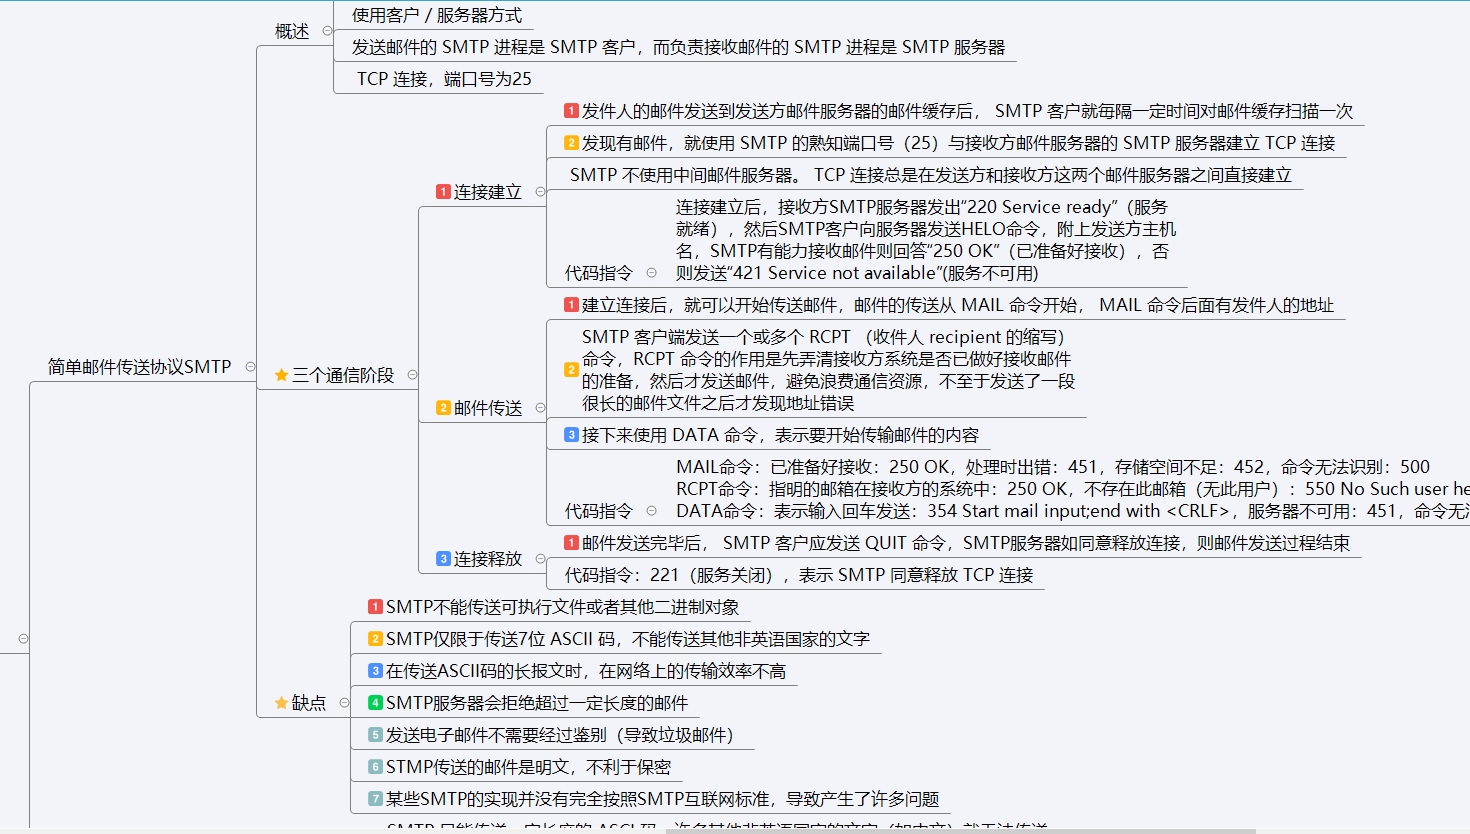 使用客户 / 服务器方式
概述
发送邮件的 SMTP 进程是 SMTP 客户，而负责接收邮件的 SMTP 进程是 SMTP 服务器
TCP 连接，端口号为25
1 发件人的邮件发送到发送方邮件服务器的邮件缓存后， SMTP 客户就每隔一定时间对邮件缓存扫描一次
2 发现有邮件，就使用 SMTP 的熟知端口号（25）与接收方邮件服务器的 SMTP 服务器建立 TCP 连接
SMTP 不使用中间邮件服务器。 TCP 连接总是在发送方和接收方这两个邮件服务器之间直接建立
1 连接建立
连接建立后，接收方SMTP服务器发出“220 Service ready”（服务
就绪），然后SMTP客户向服务器发送HELO命令，附上发送方主机
名，SMTP有能力接收邮件则回答“250 OK”（已准备好接收），否
代码指令
则发送“421 Service not available”(服务不可用)
1 建立连接后，就可以开始传送邮件，邮件的传送从 MAIL 命令开始， MAIL 命令后面有发件人的地址
SMTP 客户端发送一个或多个 RCPT （收件人 recipient 的缩写）
2 命令，RCPT 命令的作用是先弄清接收方系统是否已做好接收邮件
的准备，然后才发送邮件，避免浪费通信资源，不至于发送了一段
很长的邮件文件之后才发现地址错误
简单邮件传送协议SMTP
三个通信阶段
2 邮件传送
3 接下来使用 DATA 命令，表示要开始传输邮件的内容
MAIL命令：已准备好接收：250 OK，处理时出错：451，存储空间不足：452，命令无法识别：500
RCPT命令：指明的邮箱在接收方的系统中：250 OK，不存在此邮箱（无此用户）：550 No Such user he
代码指令
DATA命令：表示输入回车发送：354 Start mail input;end with <CRLF>，服务器不可用：451，命令无
1 邮件发送完毕后， SMTP 客户应发送 QUIT 命令，SMTP服务器如同意释放连接，则邮件发送过程结束
3 连接释放
代码指令：221（服务关闭），表示 SMTP 同意释放 TCP 连接
1 SMTP不能传送可执行文件或者其他二进制对象
2 SMTP仅限于传送7位 ASCII 码，不能传送其他非英语国家的文字
3 在传送ASCII码的长报文时，在网络上的传输效率不高
缺点
4 SMTP服务器会拒绝超过一定长度的邮件
5 发送电子邮件不需要经过鉴别（导致垃圾邮件）
6 STMP传送的邮件是明文，不利于保密
7 某些SMTP的实现并没有完全按照SMTP互联网标准，导致产生了许多问题